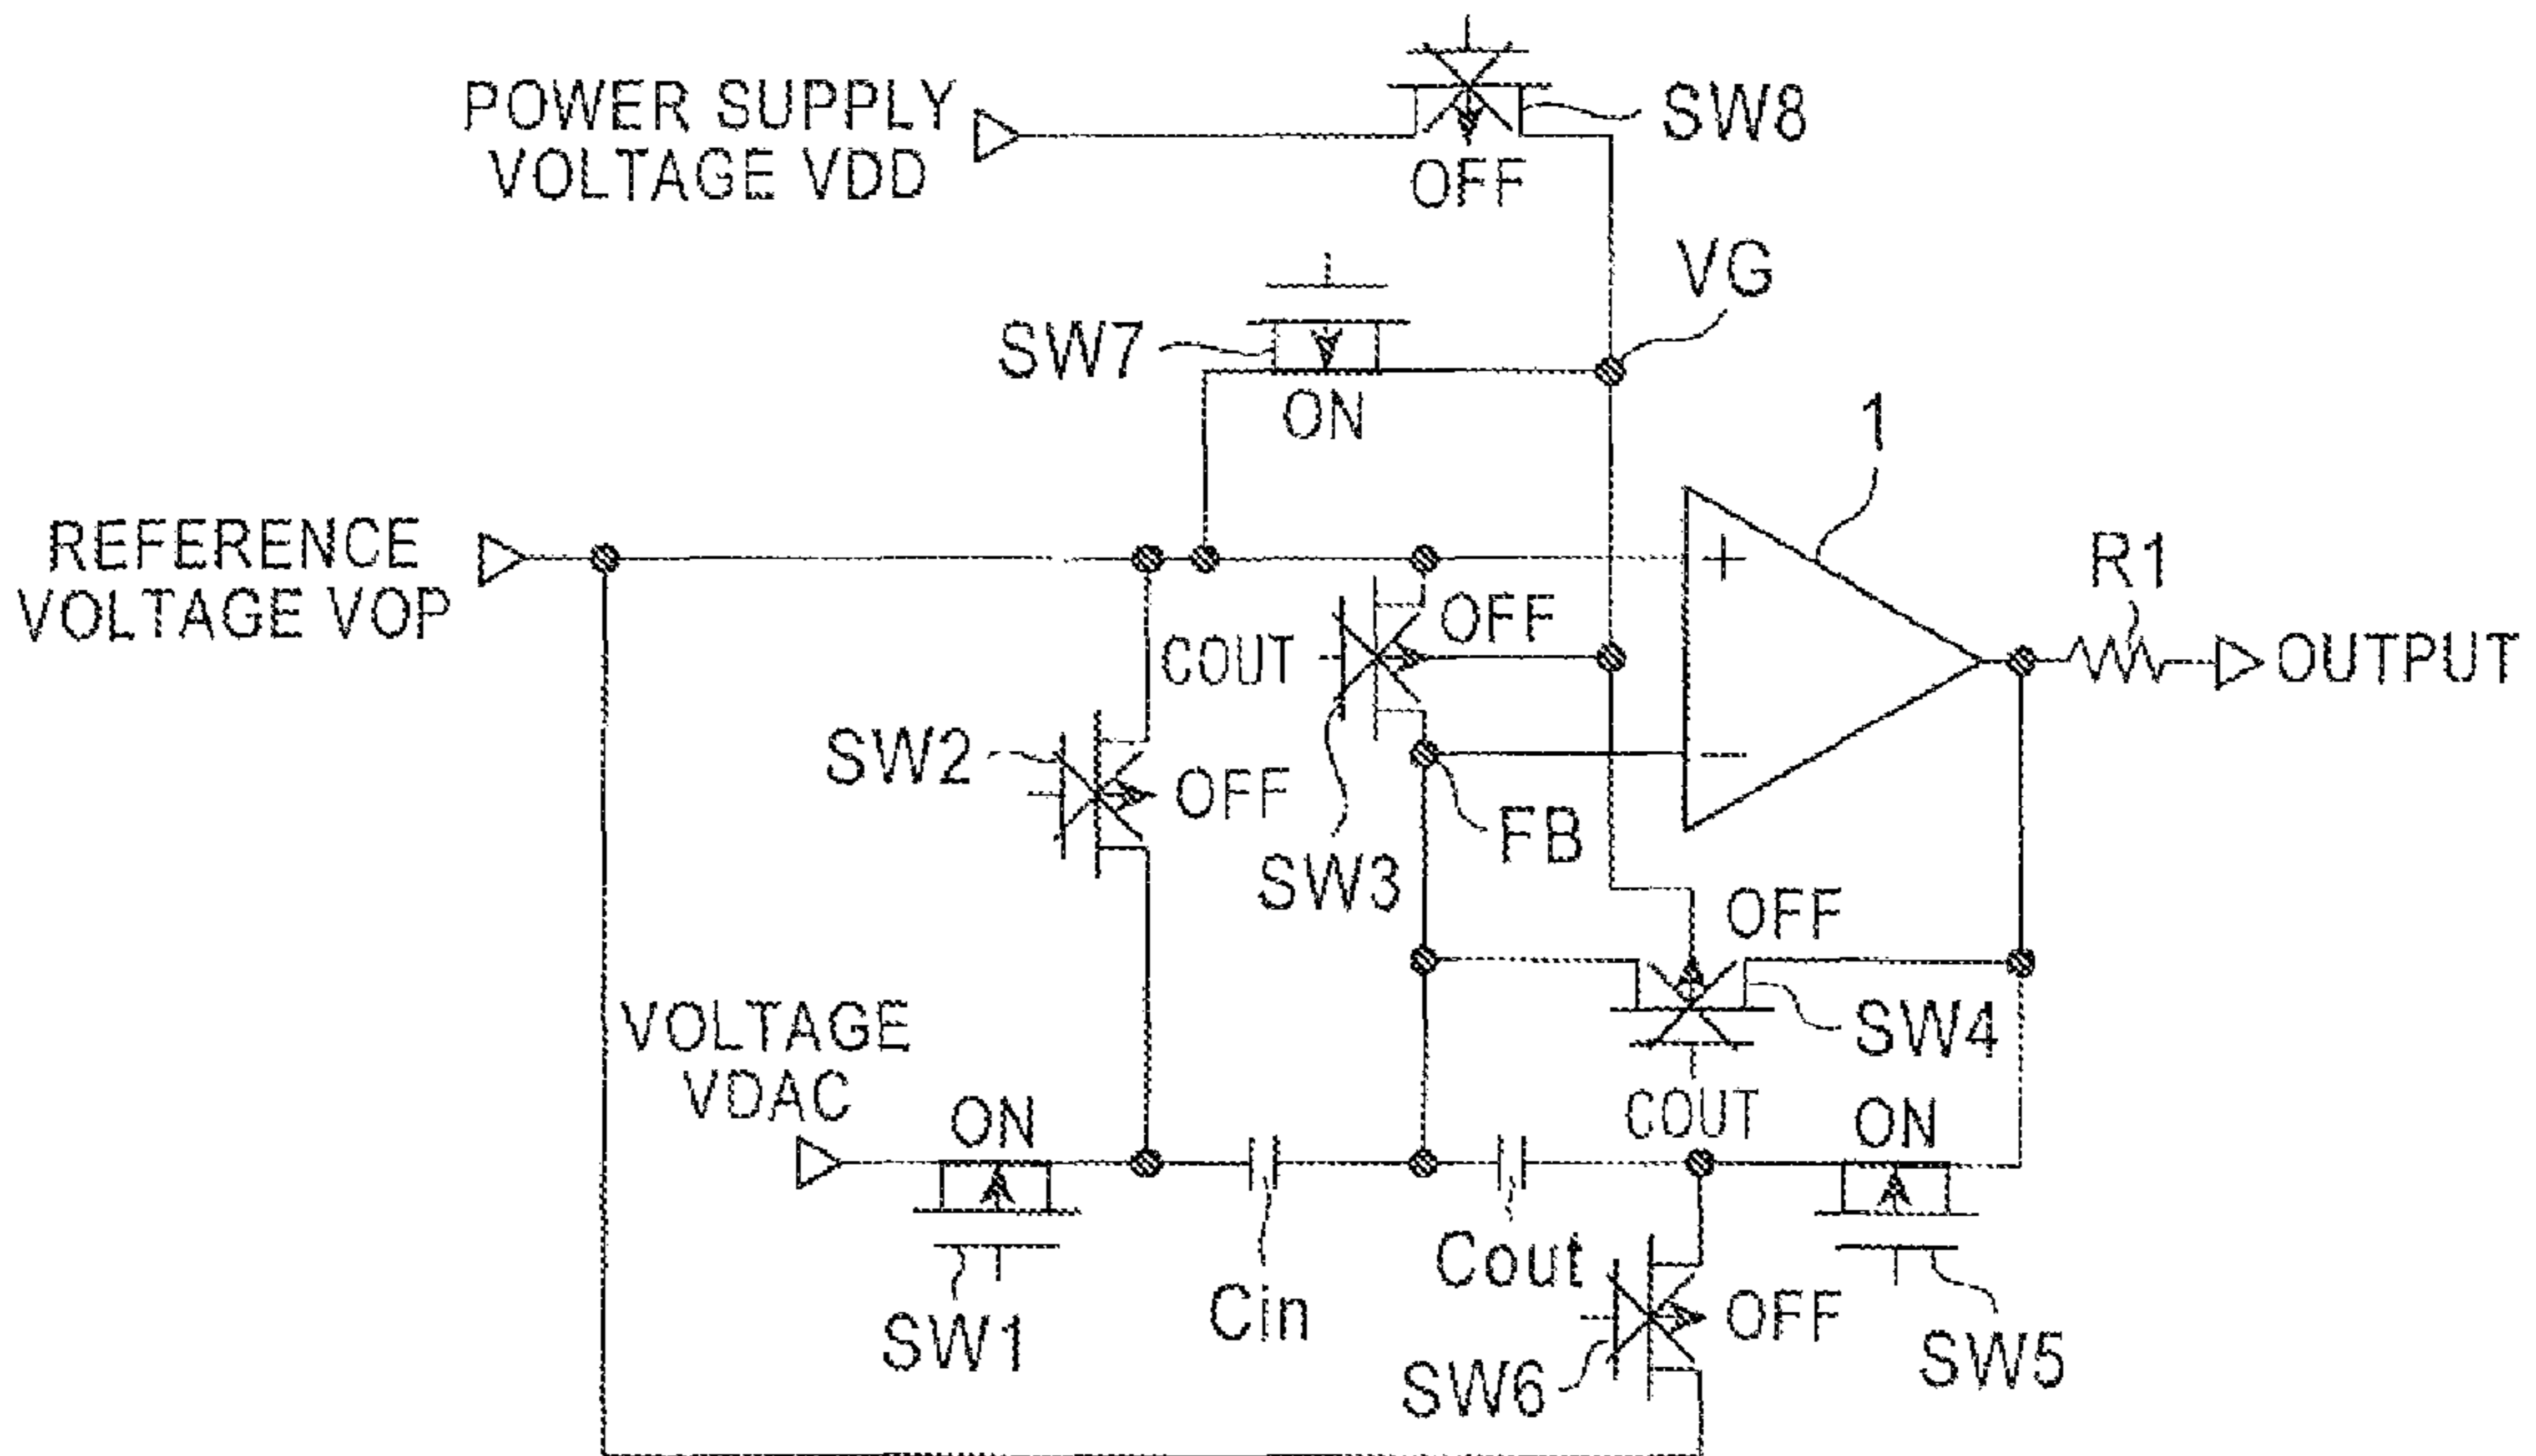 POWER SUPPLY
VOLTAGE VDD
SW8
OFF
VG
SW7
ON
1
REFERENCE
VOLTAGE VOP
+
R1
OUTPUT
OFF
COUT
SW2
OFF
−
SW3
FB
OFF
SW4
VOLTAGE
VDAC
ON
COUT
ON
Cin
Cout
SW1
OFF
SW6
SW5